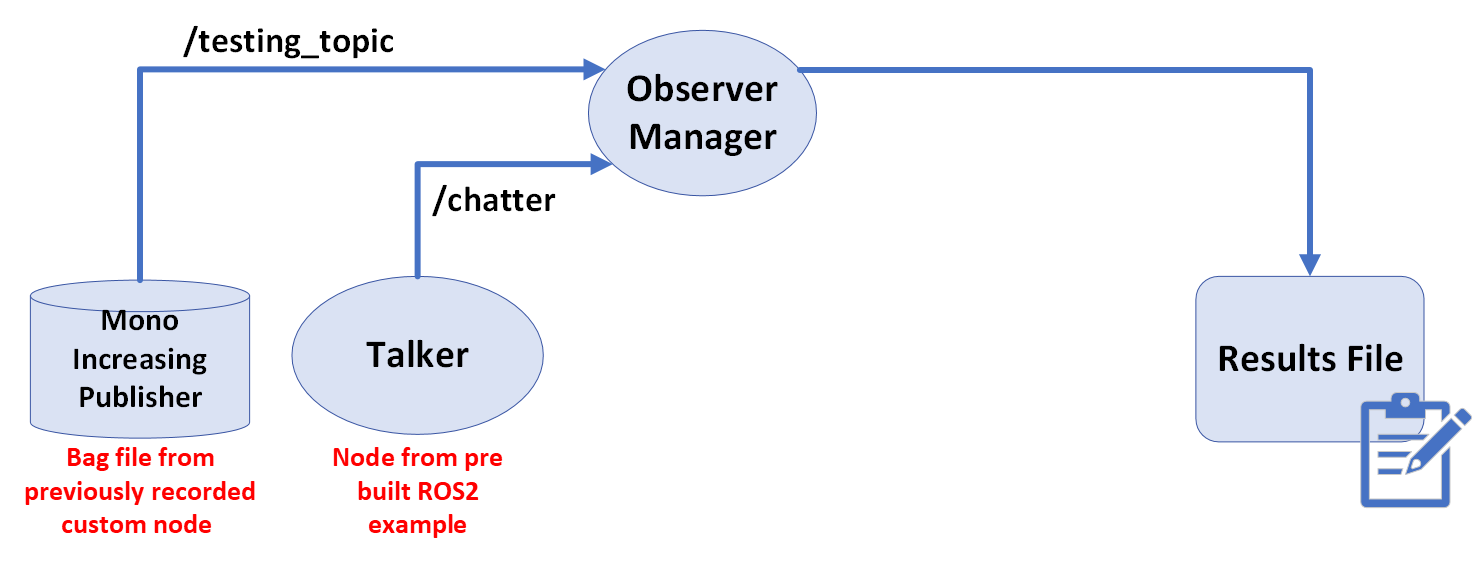 /testing_topic
Observer
Manager
/chatter
Mono
Increasing
Publisher
Talker
Results File
Bag file from
previously recorded
custom node
Node from pre
built ROS2
example